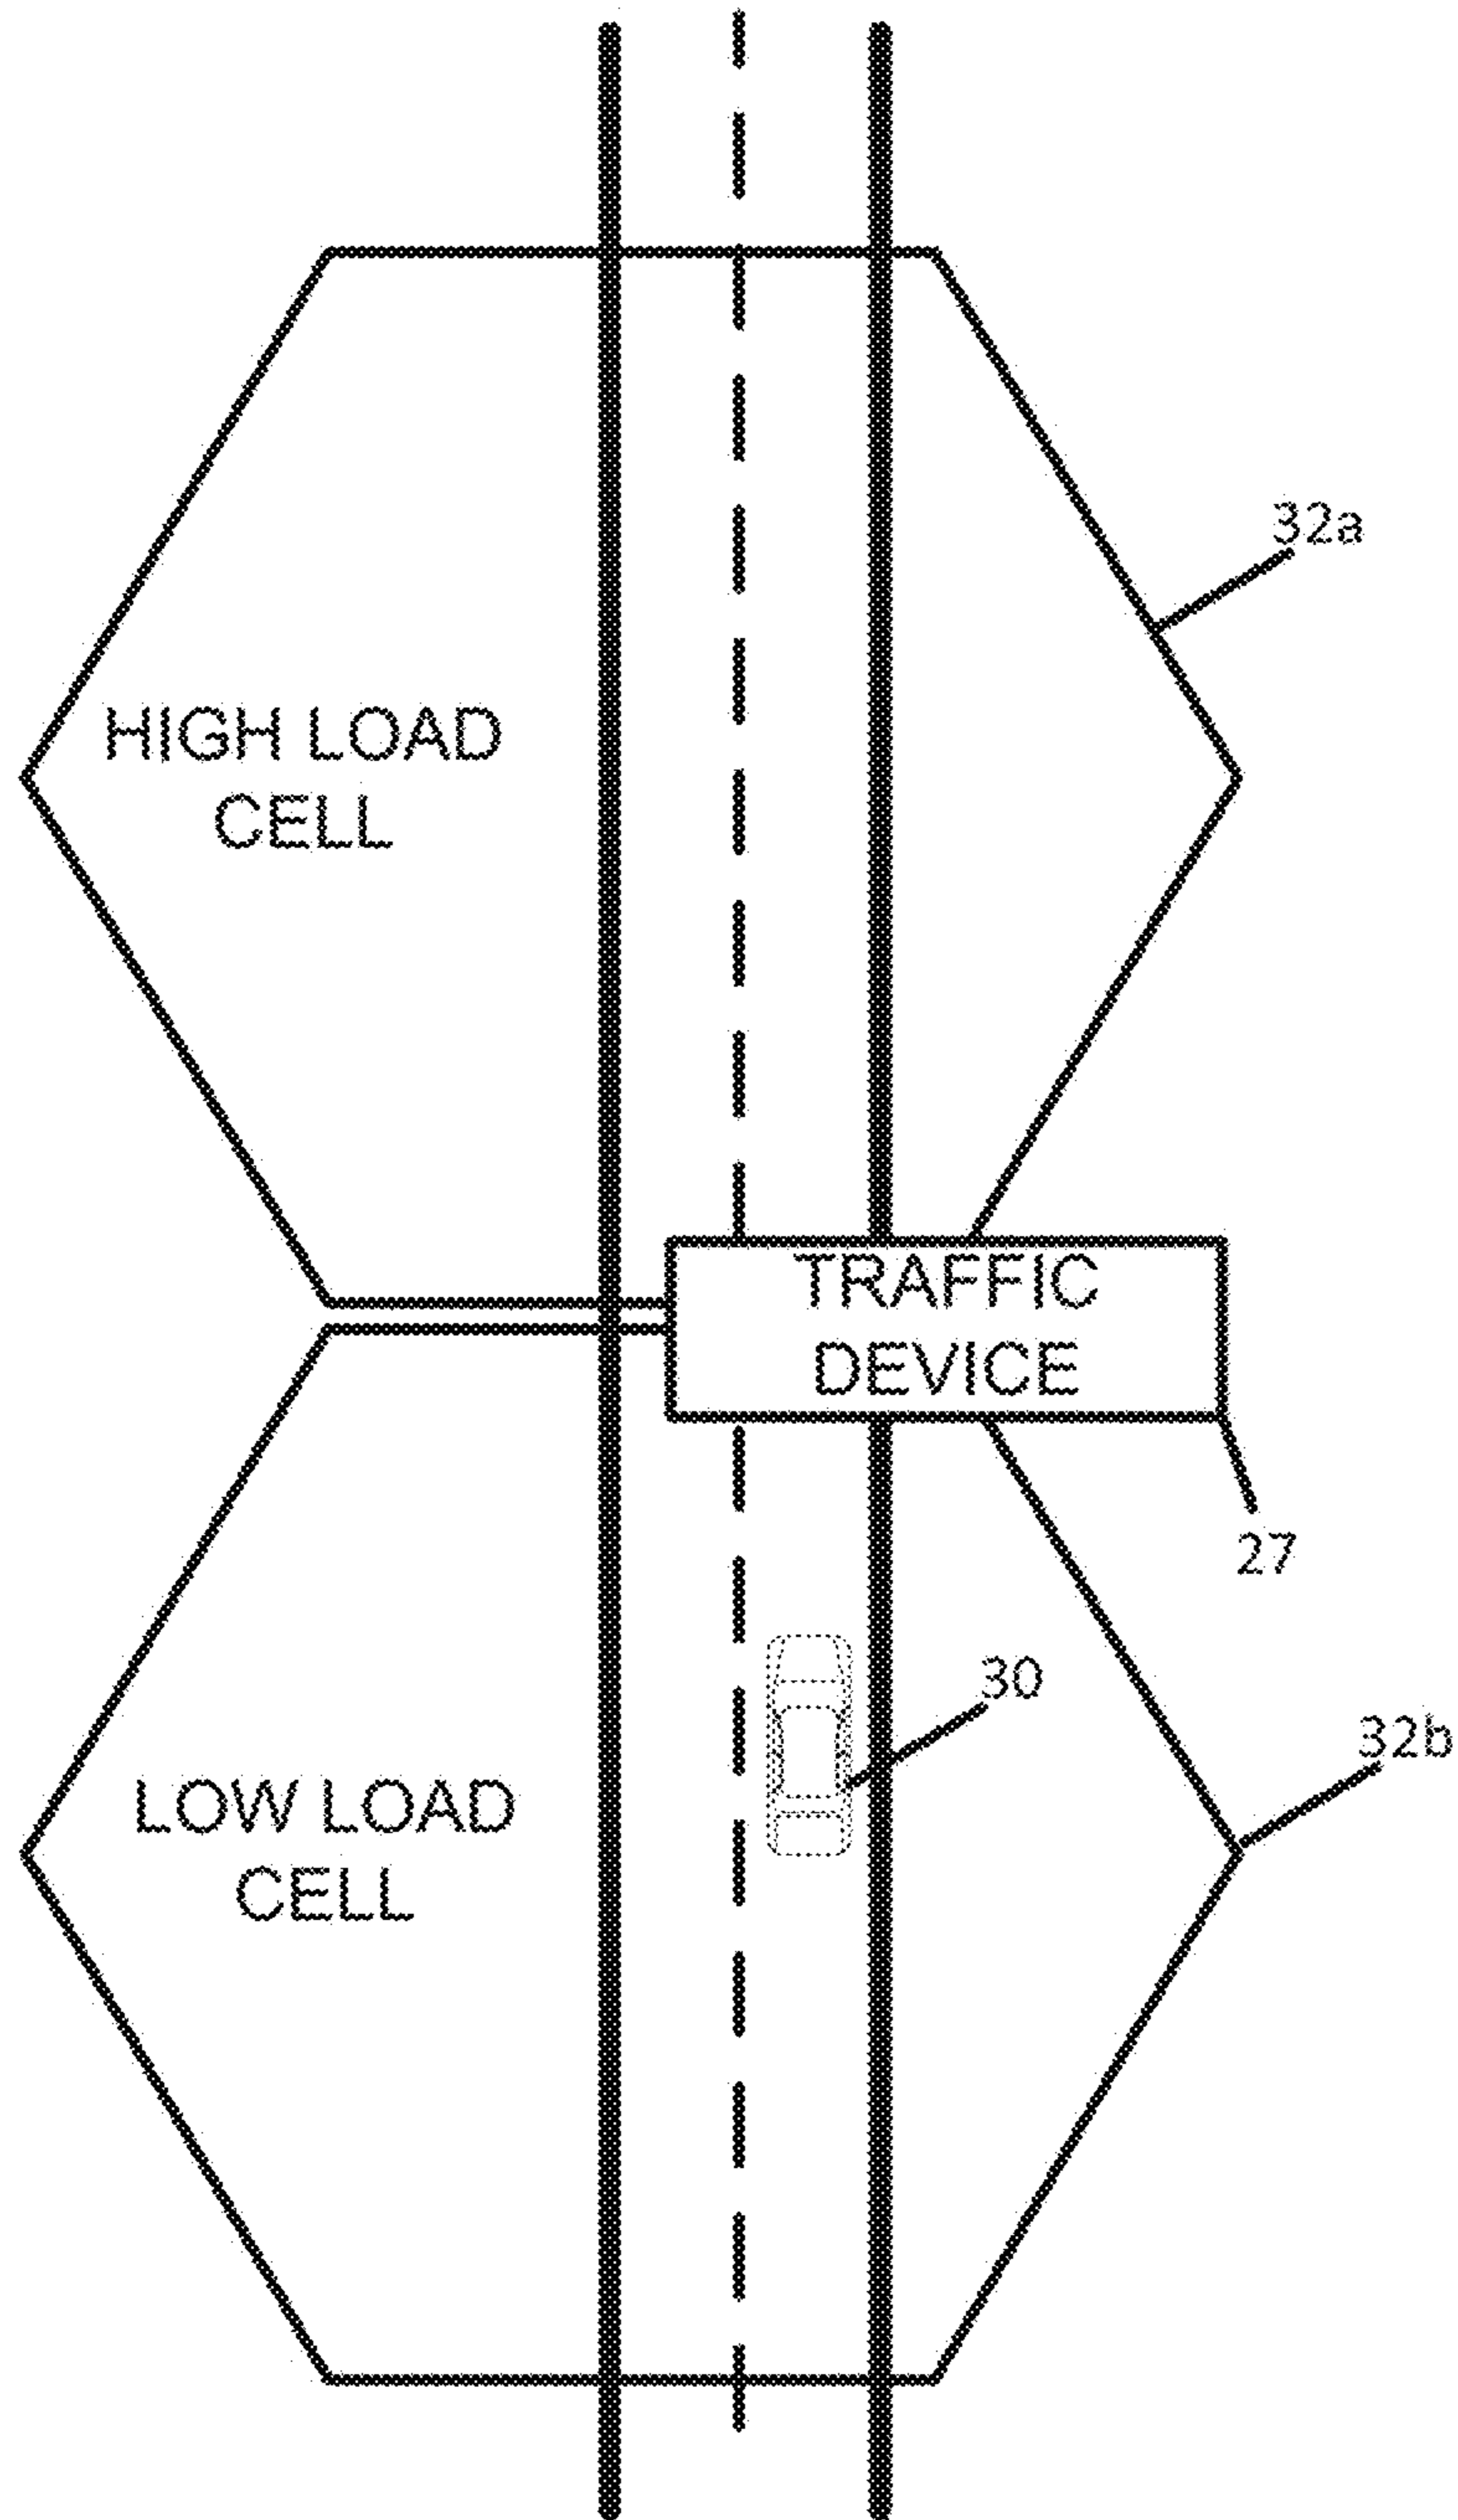 32a
HIGH LOAD
CELL
TRAFFIC
DEVICE
27
30
32b
LOW LOAD
CELL